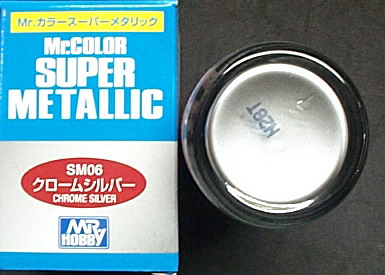 Mr.カラースーパーメタリック
Mr.COLOR
SUPER
METALLIC
SM06
クロームシルバー
CHROME SILVER
MR
HOBBY
N28T